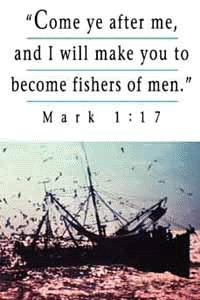 “Come ye after me,
and I will make you to
become fishers of men.”
Mark 1:17